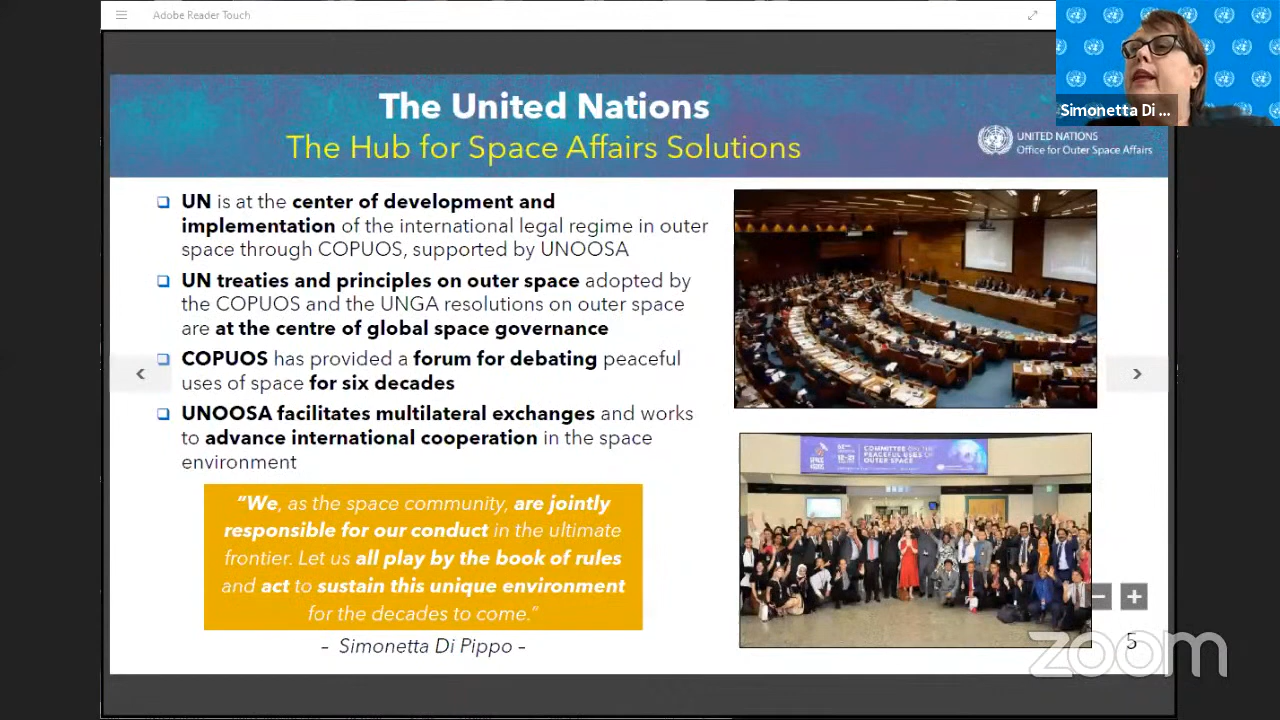 Adobe Reader Touch
Simonetta Di ...
The United Nations
The Hub for Space Affairs Solutions
UNITED NATIONS
Office for Outer Space Affairs
UN is at the center of development and
implementation of the international legal regime in outer
space through COPUOS, supported by UNOOSA
UN treaties and principles on outer space adopted by
the COPUOS and the UNGA resolutions on outer space
are at the centre of global space governance
COPUOS has provided a forum for debating peaceful
uses of space for six decades
UNOOSA facilitates multilateral exchanges and works
to advance international cooperation in the space
environment
“We, as the space community, are jointly
responsible for our conduct in the ultimate
frontier. Let us all play by the book of rules
and act to sustain this unique environment
for the decades to come.”
– Simonetta Di Pippo –
COMMITTEE ON THE
PEACEFUL USES OF
OUTER SPACE
5
zoom